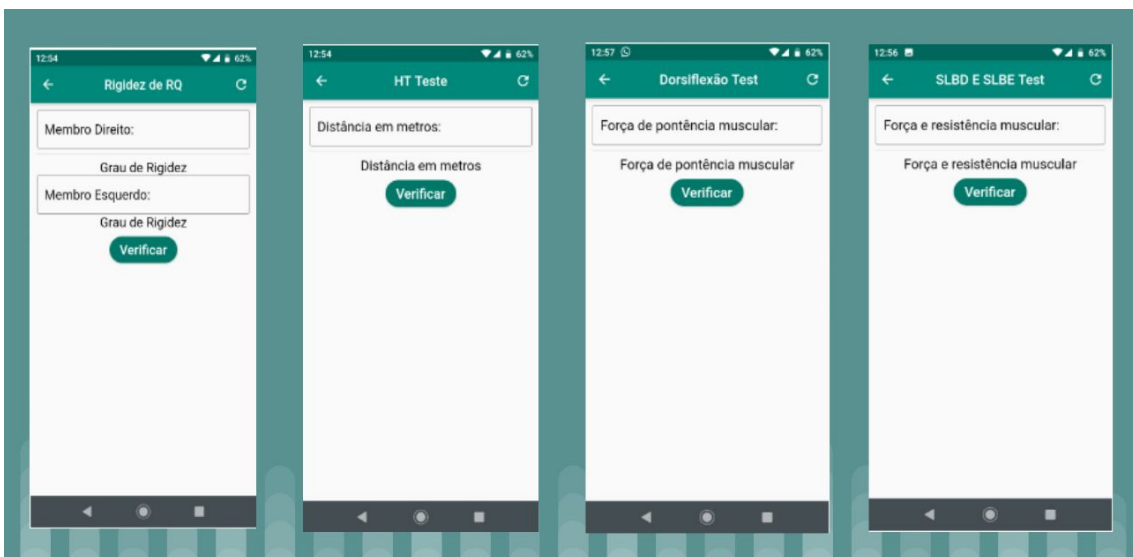 12:54 62%
Rigidez de RQ
Membro Direito:
Grau de Rigidez
Membro Esquerdo:
Grau de Rigidez
Verificar
12:54 62%
HT Teste
Distância em metros:
Distância em metros
Verificar
12:57 62%
Dorsiflexão Test
Força de pontência muscular:
Força de pontência muscular
Verificar
12:56 62%
SLBD E SLBE Test
Força e resistência muscular:
Força e resistência muscular
Verificar